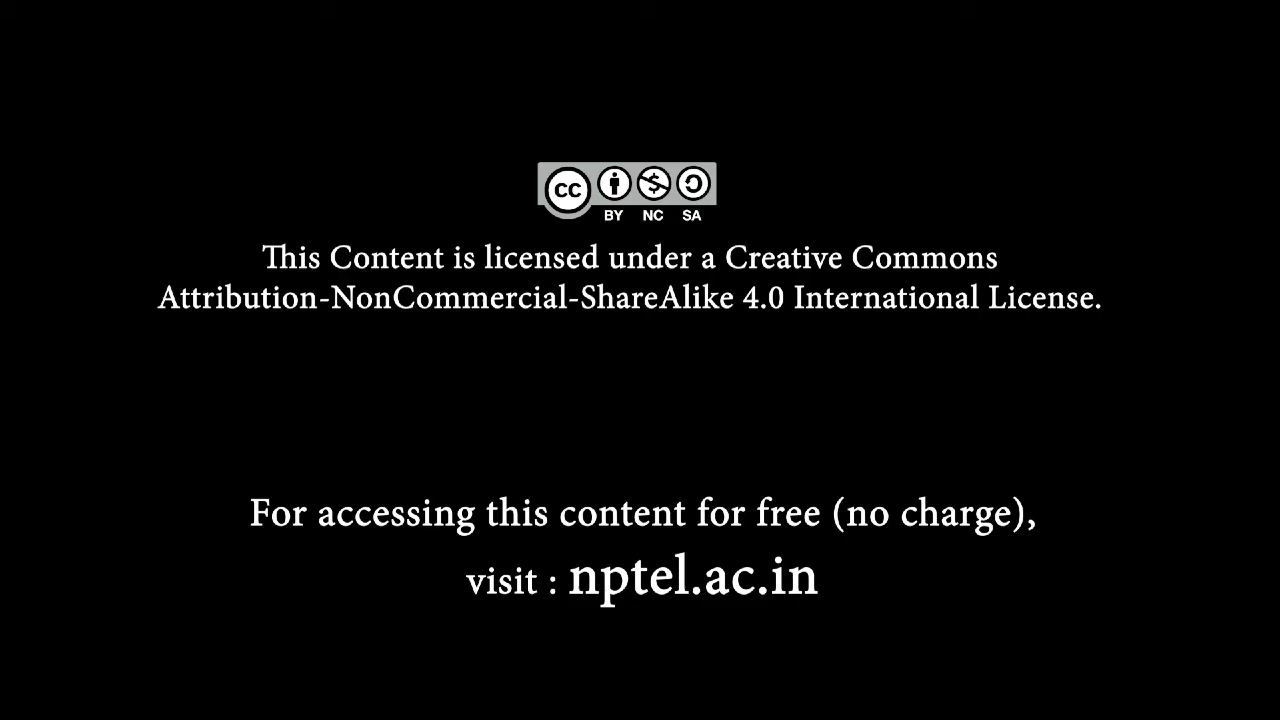 cc
BY NC SA
This Content is licensed under a Creative Commons
Attribution-NonCommercial-ShareAlike 4.0 International License.
For accessing this content for free (no charge),
visit : nptel.ac.in